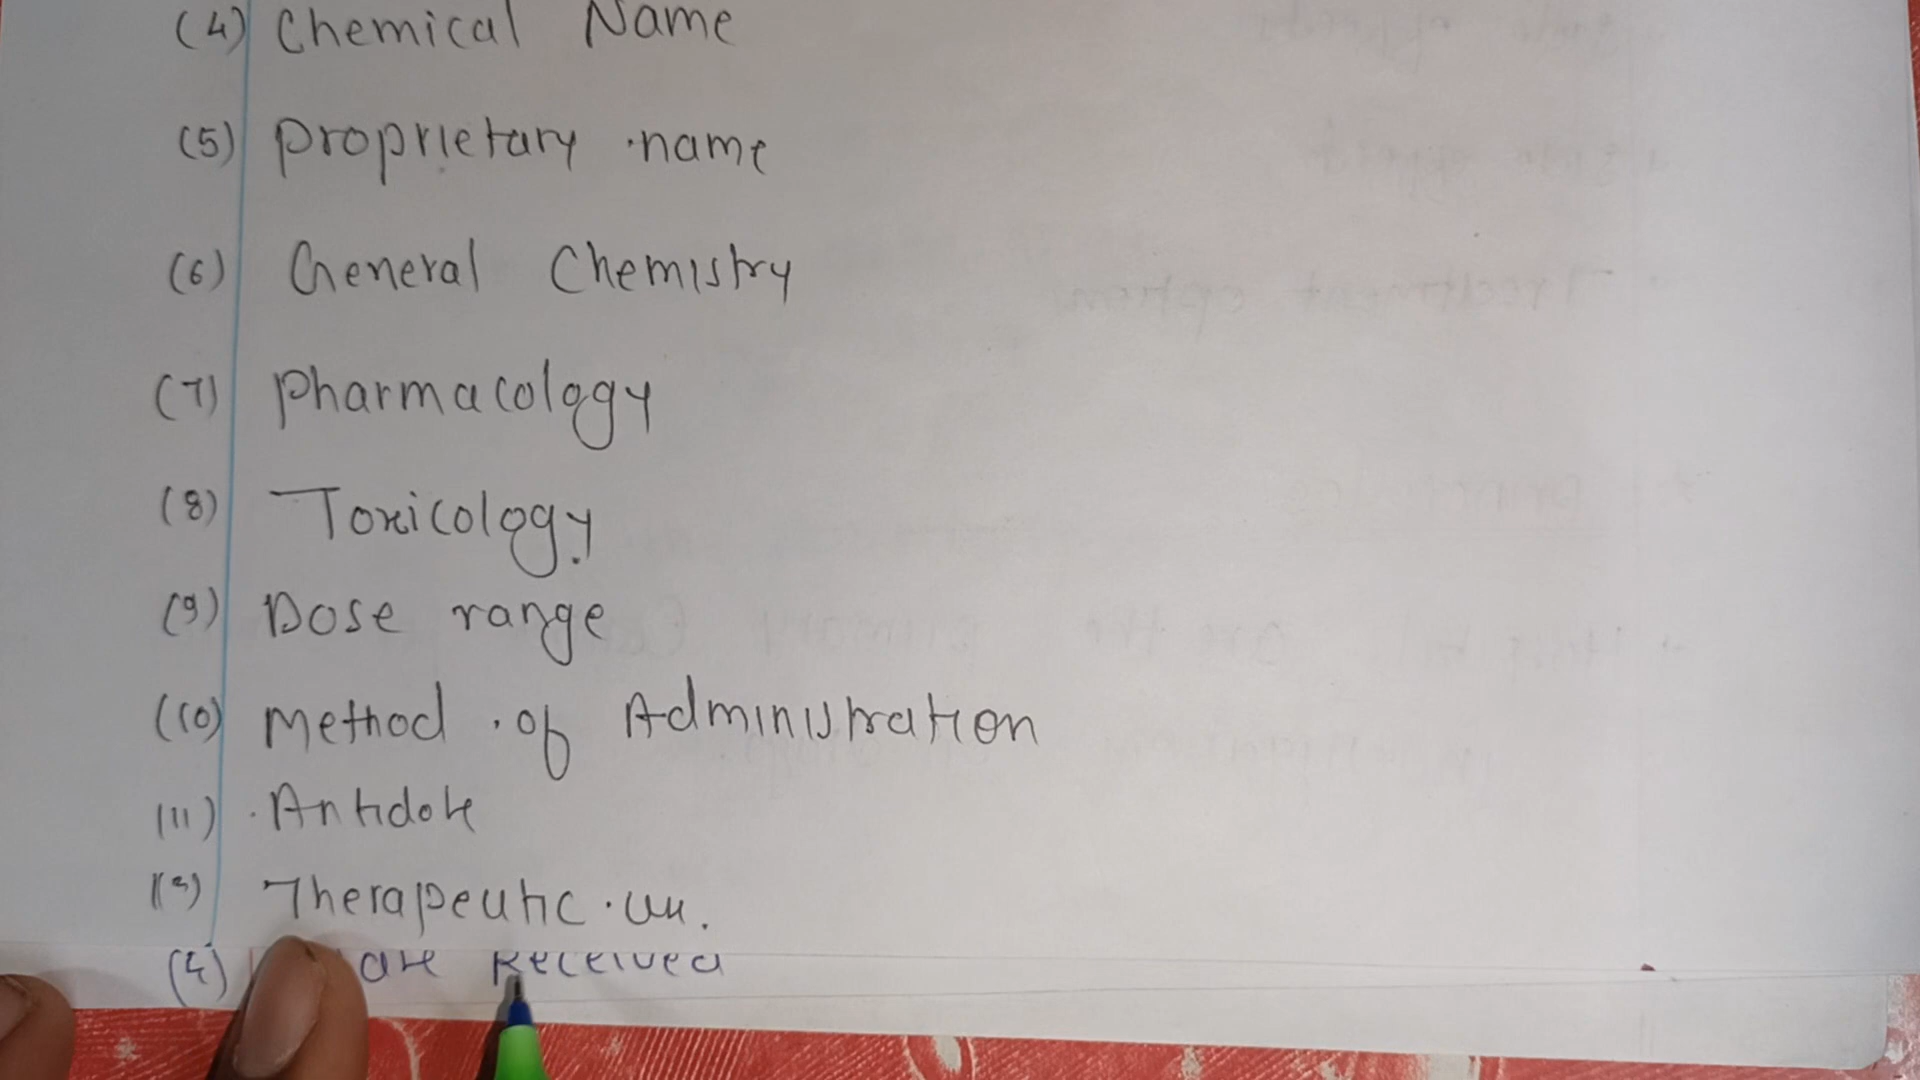 (4) Chemical Name
(5) Proprietary name
(6) General Chemistry
(7) Pharmacology
(8) Toxicology
(9) Dose range
(10) Method of Administration
(11) Antidote
Therapeutic use.
Received